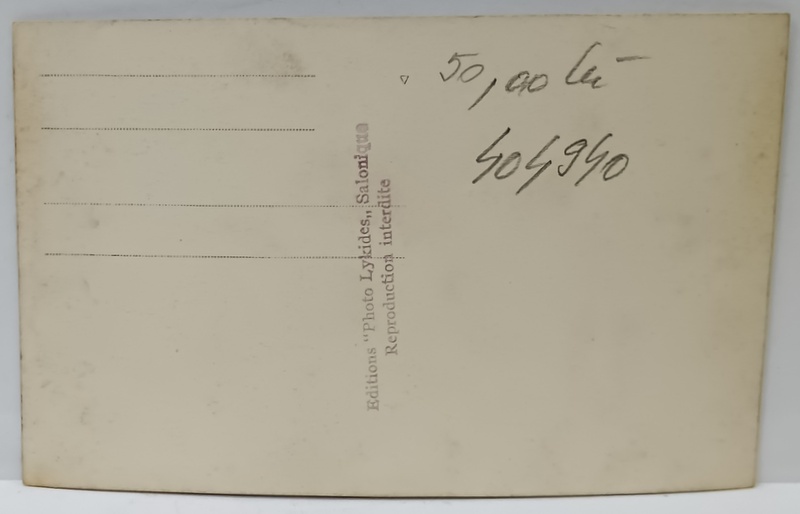 50,00 lei
404940
Editions "Photo Lykides„ Salonique
Reproduction interdite